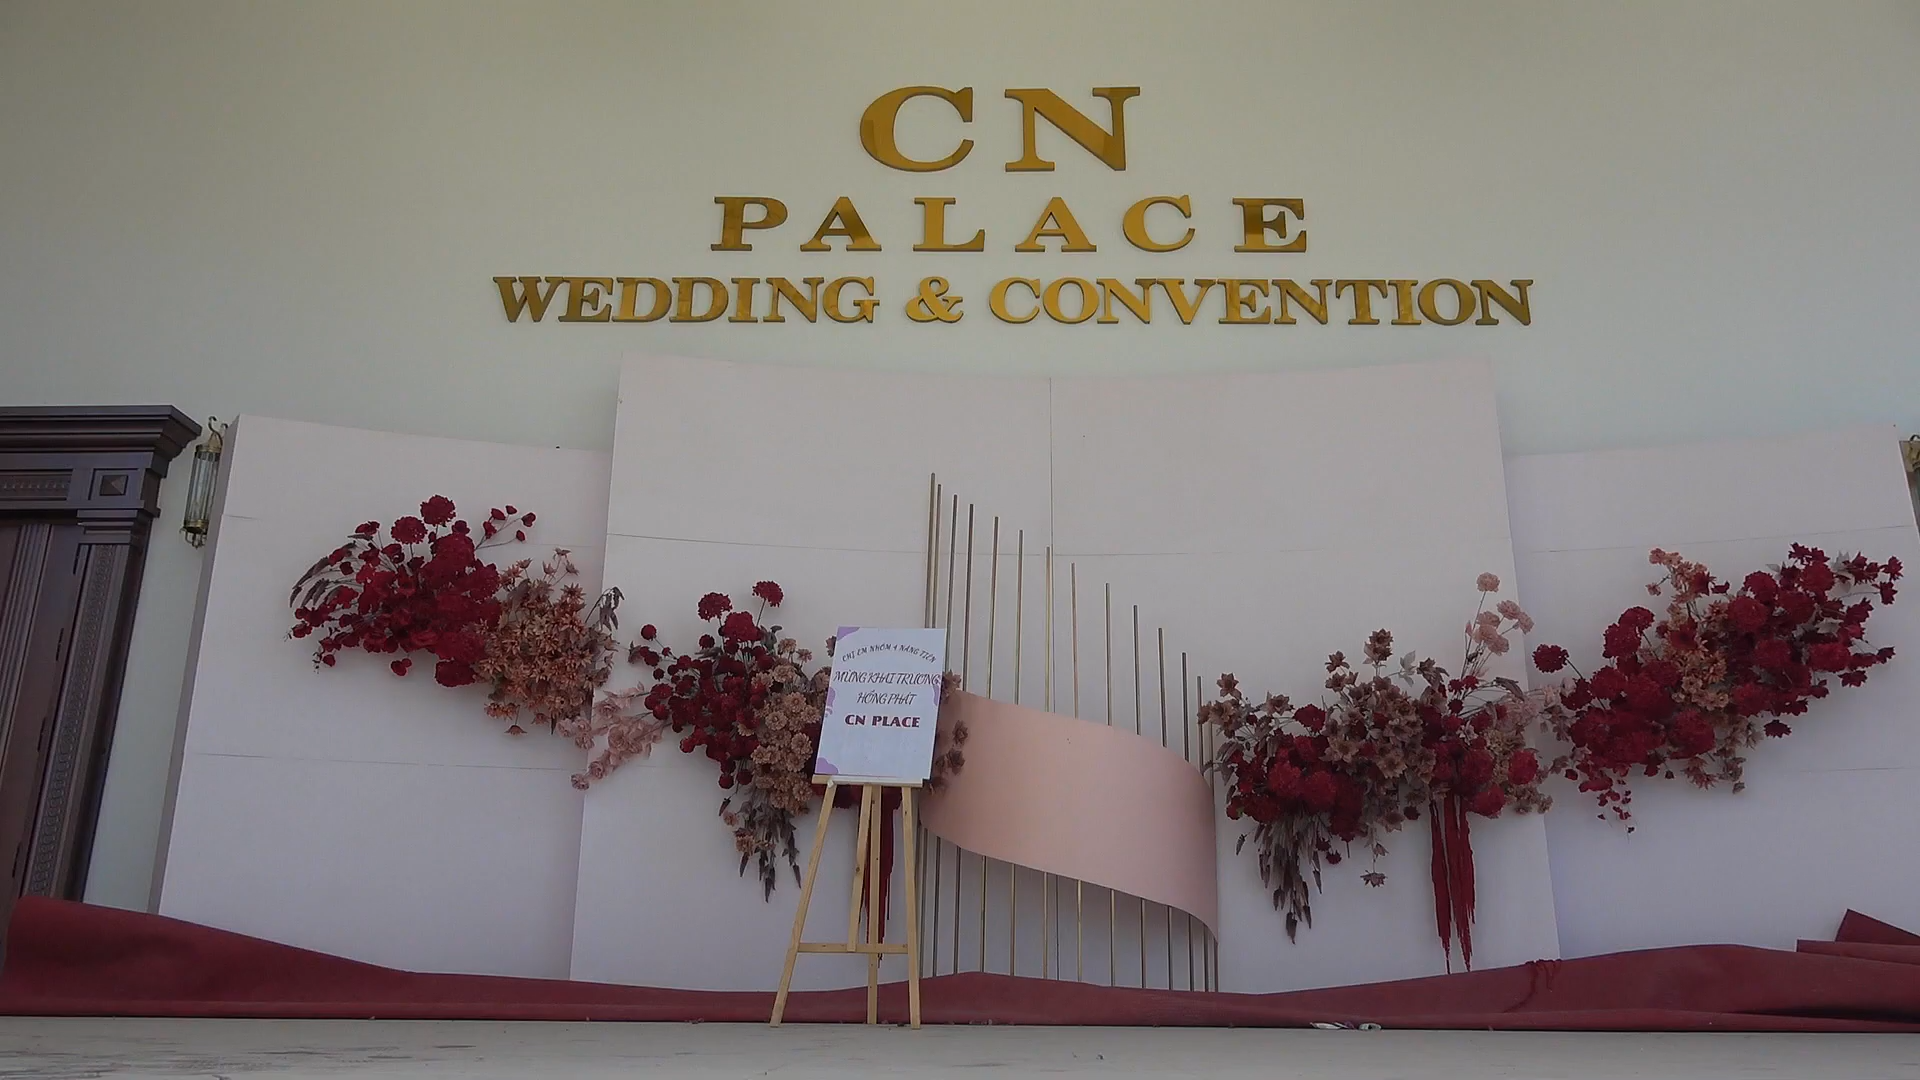 CN
PALACE
WEDDING & CONVENTION
CHỊ EM NHÓM 4 NÀNG TIÊN
MỪNG KHAI TRƯƠNG
HỒNG PHÁT
CN PLACE